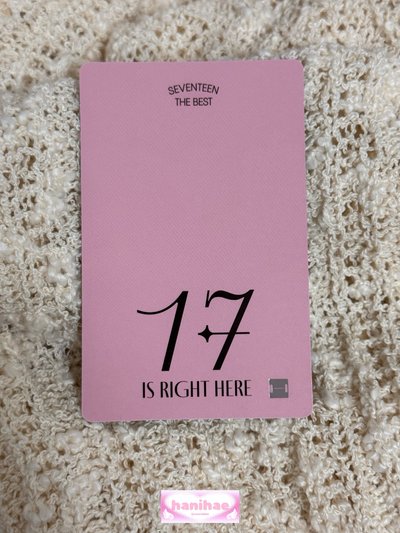 SEVENTEEN
THE BEST
17
IS RIGHT HERE
hanihae